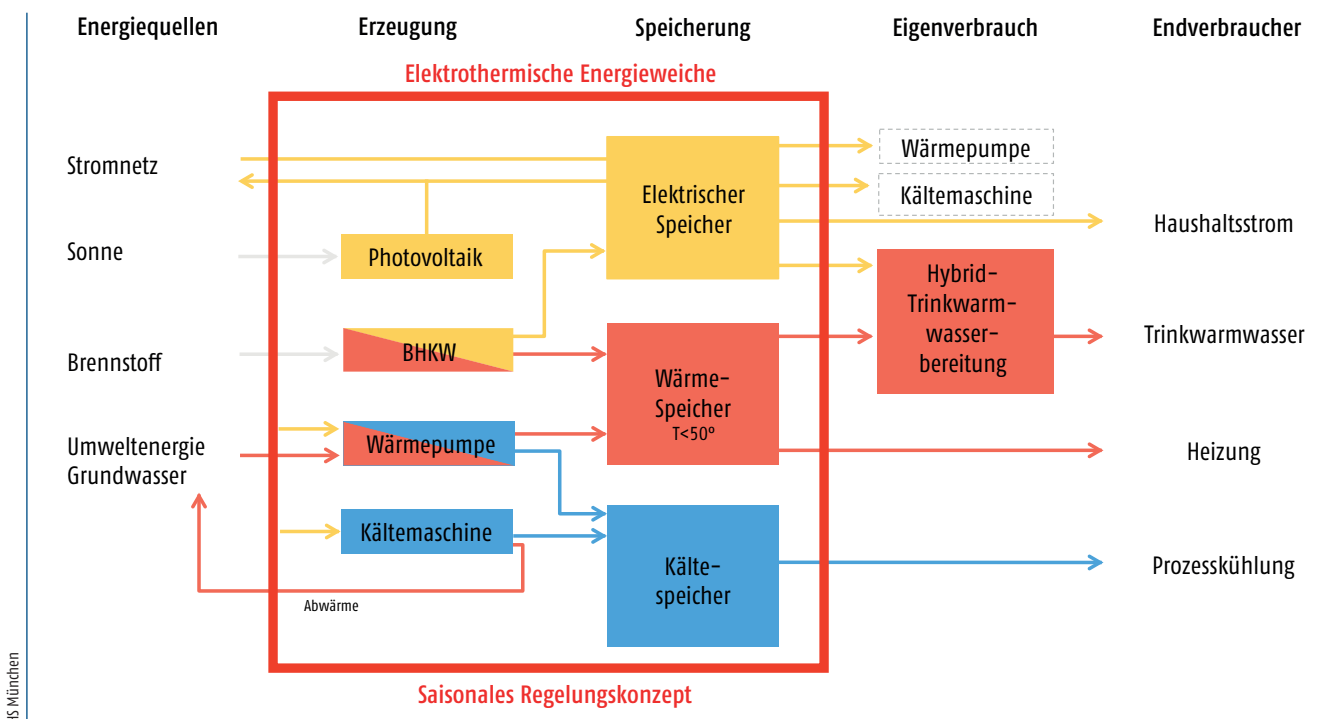 Energiequellen
Erzeugung
Speicherung
Eigenverbrauch
Endverbraucher
Elektrothermische Energieweiche
Stromnetz
Sonne
Brennstoff
Umweltenergie
Grundwasser
Photovoltaik
BHKW
Wärmepumpe
Kältemaschine
Abwärme
Elektrischer
Speicher
Wärme-
Speicher
T<50°
Kälte-
speicher
Wärmepumpe
Kältemaschine
Hybrid-
Trinkwarm-
wasser-
bereitung
Haushaltsstrom
Trinkwarmwasser
Heizung
Prozesskühlung
Saisonales Regelungskonzept
München